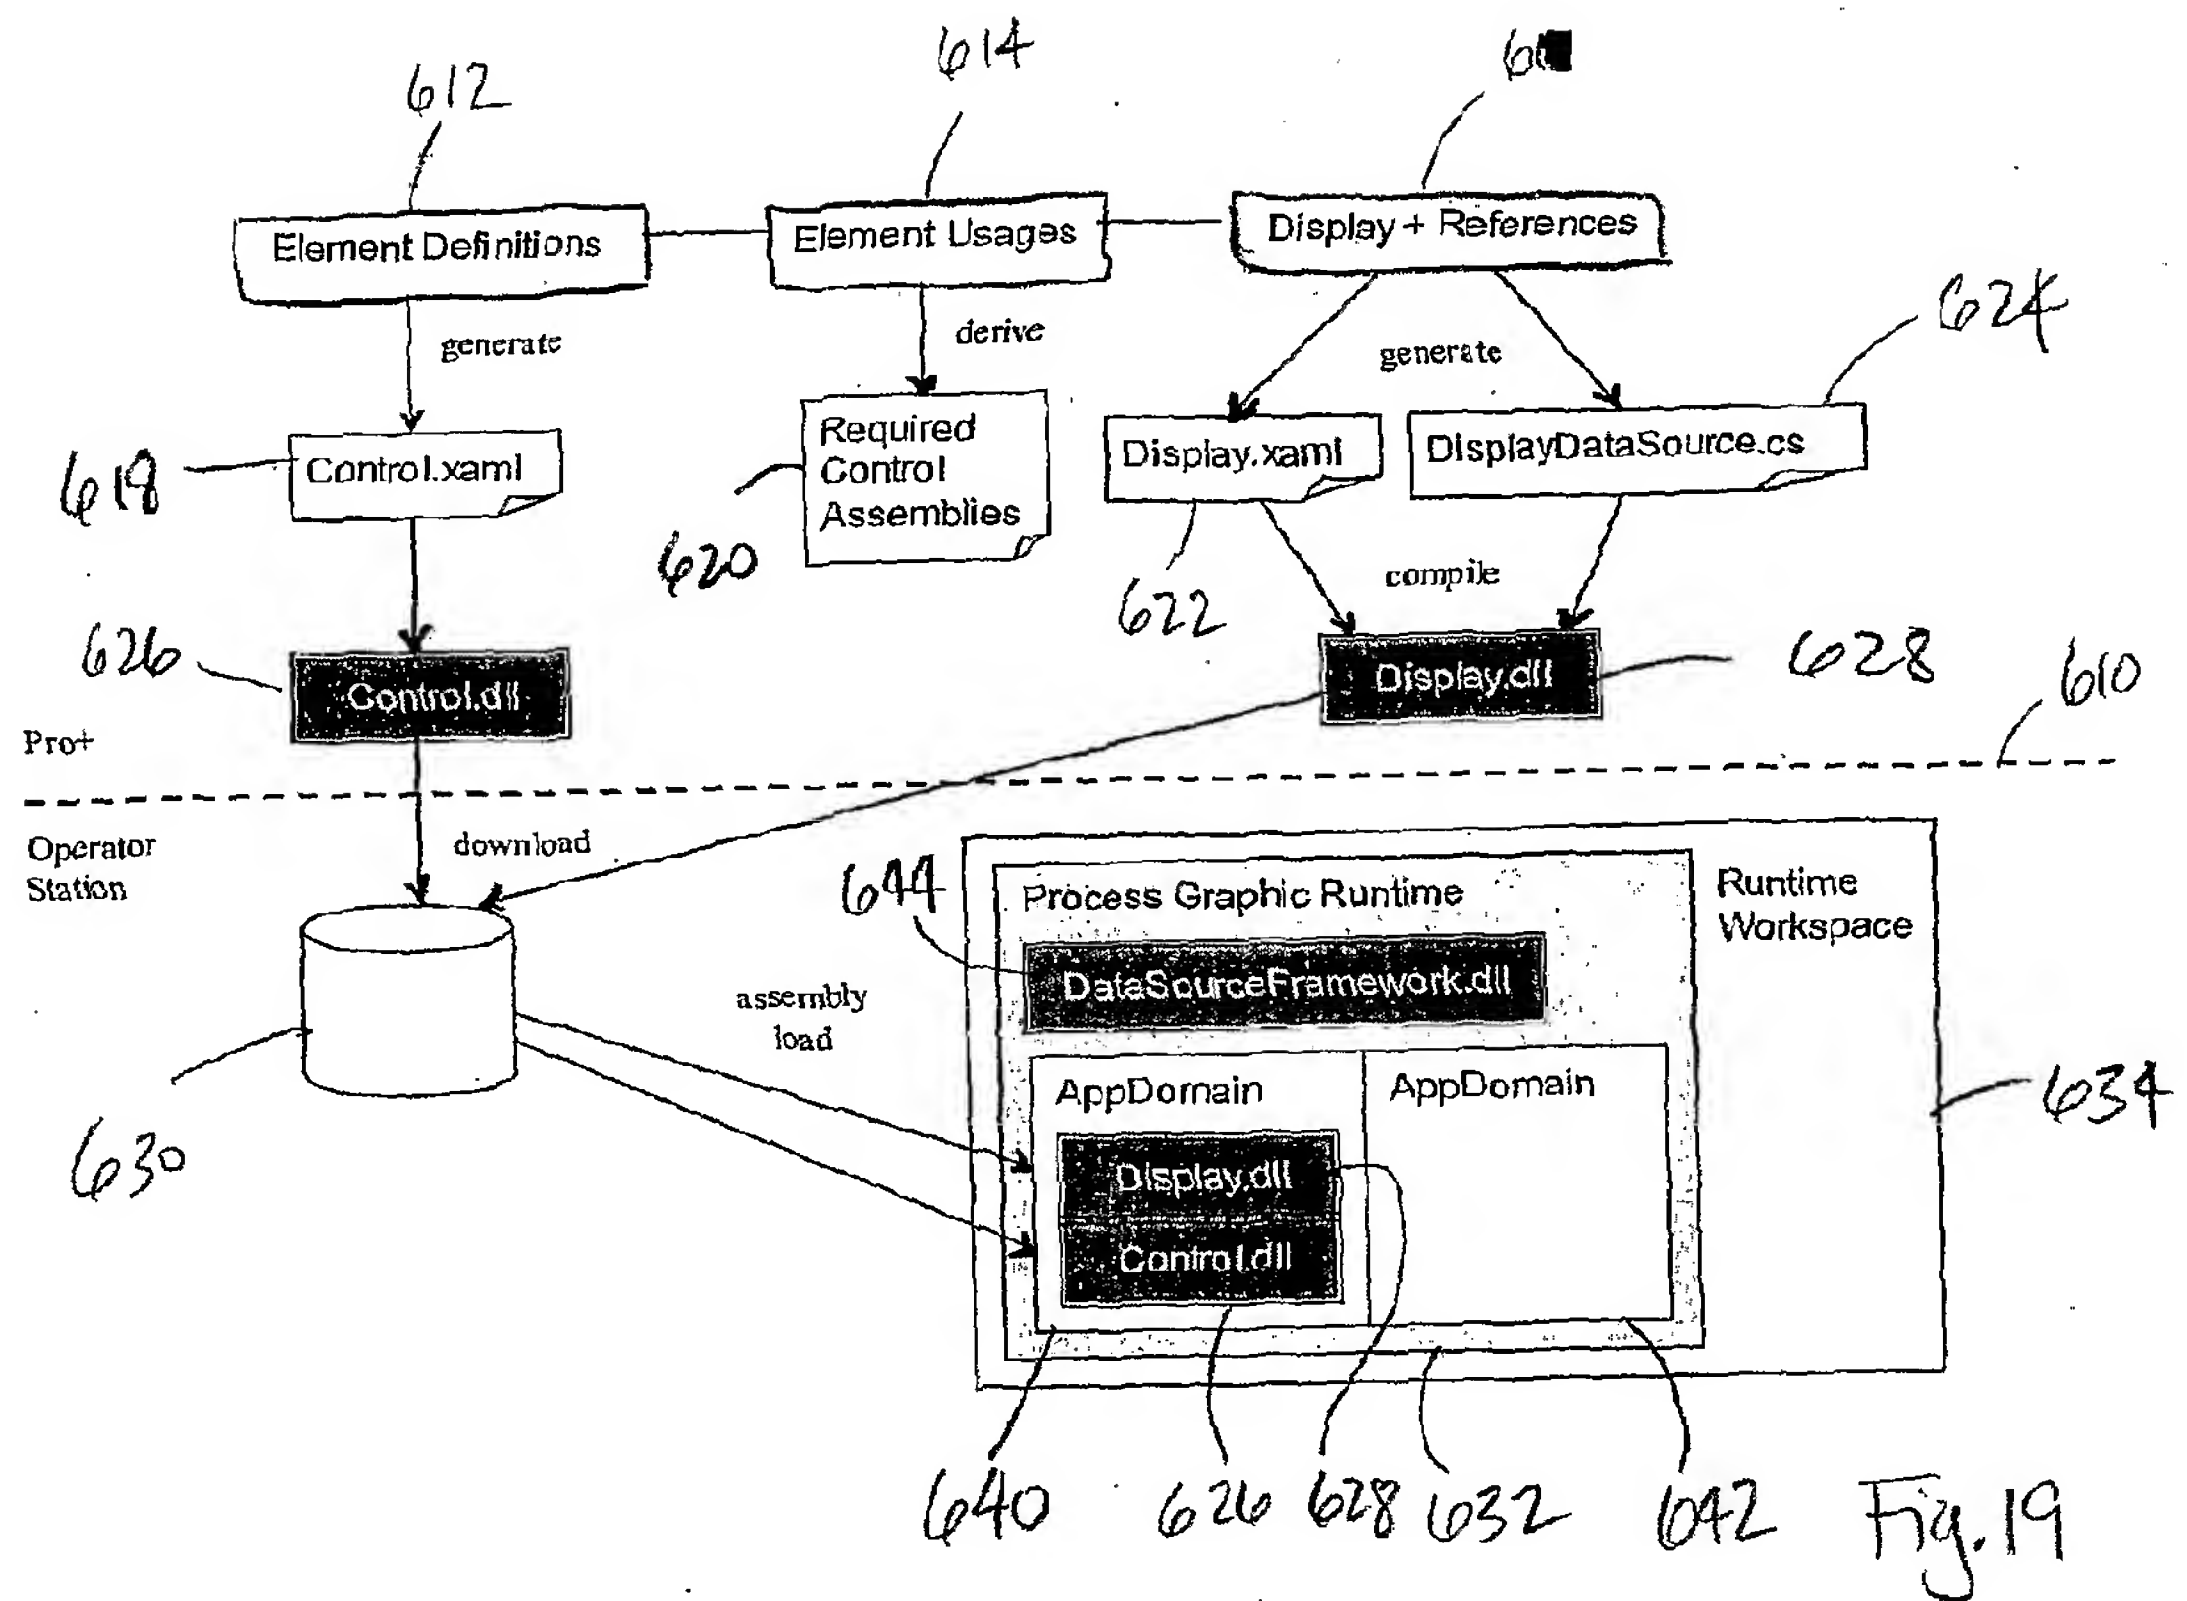 612
614
Element Definitions
Element Usages
Display + References
624
generate
derive
generate
618
Control.xaml
Required
Control
Assemblies
Display.xaml
DisplayDataSource.cs
620
622
compile
626
Control.dll
Display.dll
628
610
Pro+
Operator
Station
download
644
Process Graphic Runtime
Runtime
Workspace
DataSourceFramework.dll
assembly
load
AppDomain
AppDomain
634
630
Display.dll
Control.dll
640
626
628
632
642
Fig. 19